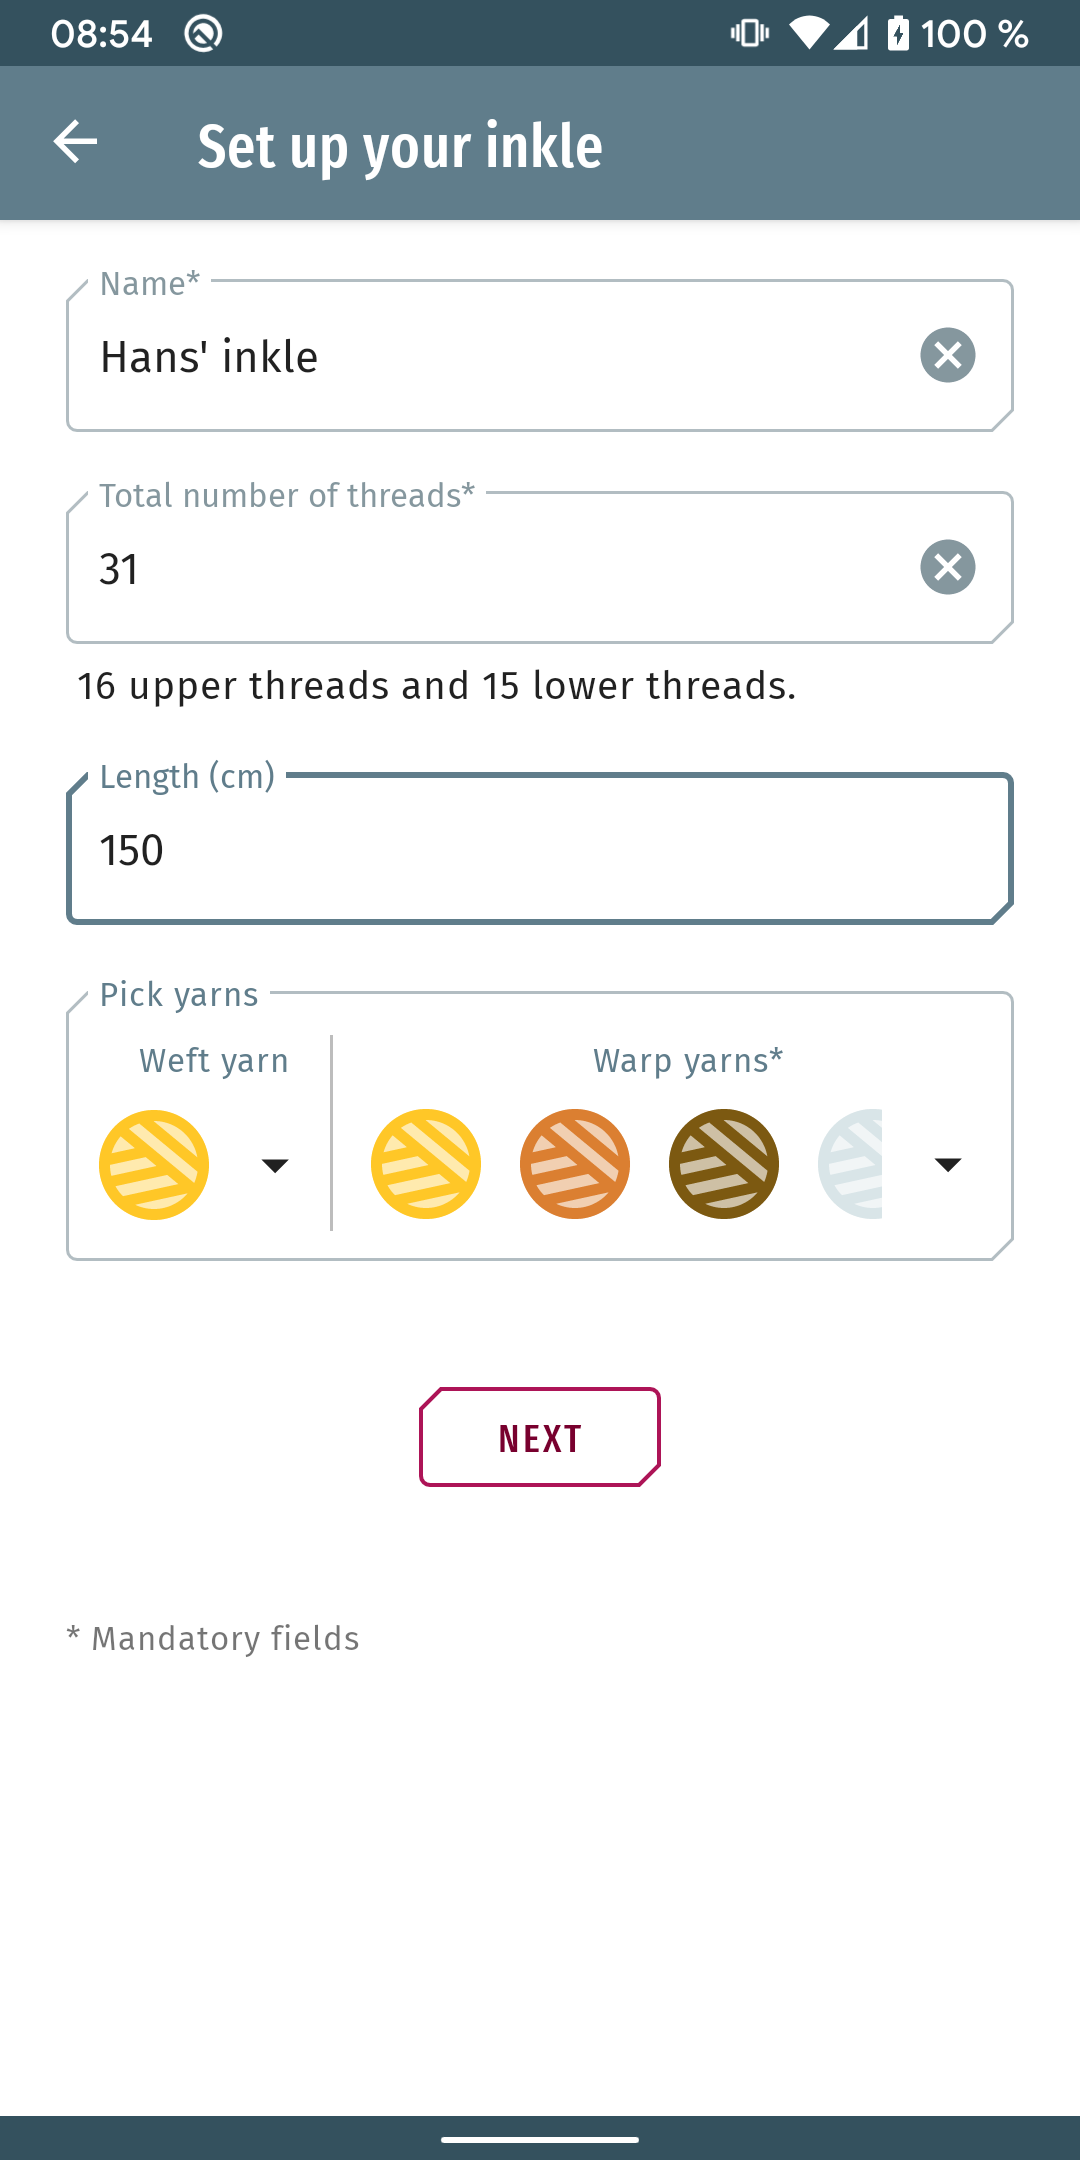 08:54 100 %
Set up your inkle
Name*
Hans' inkle
Total number of threads*
31
16 upper threads and 15 lower threads.
Length (cm)
150
Pick yarns
Weft yarn
Warp yarns*
NEXT
* Mandatory fields